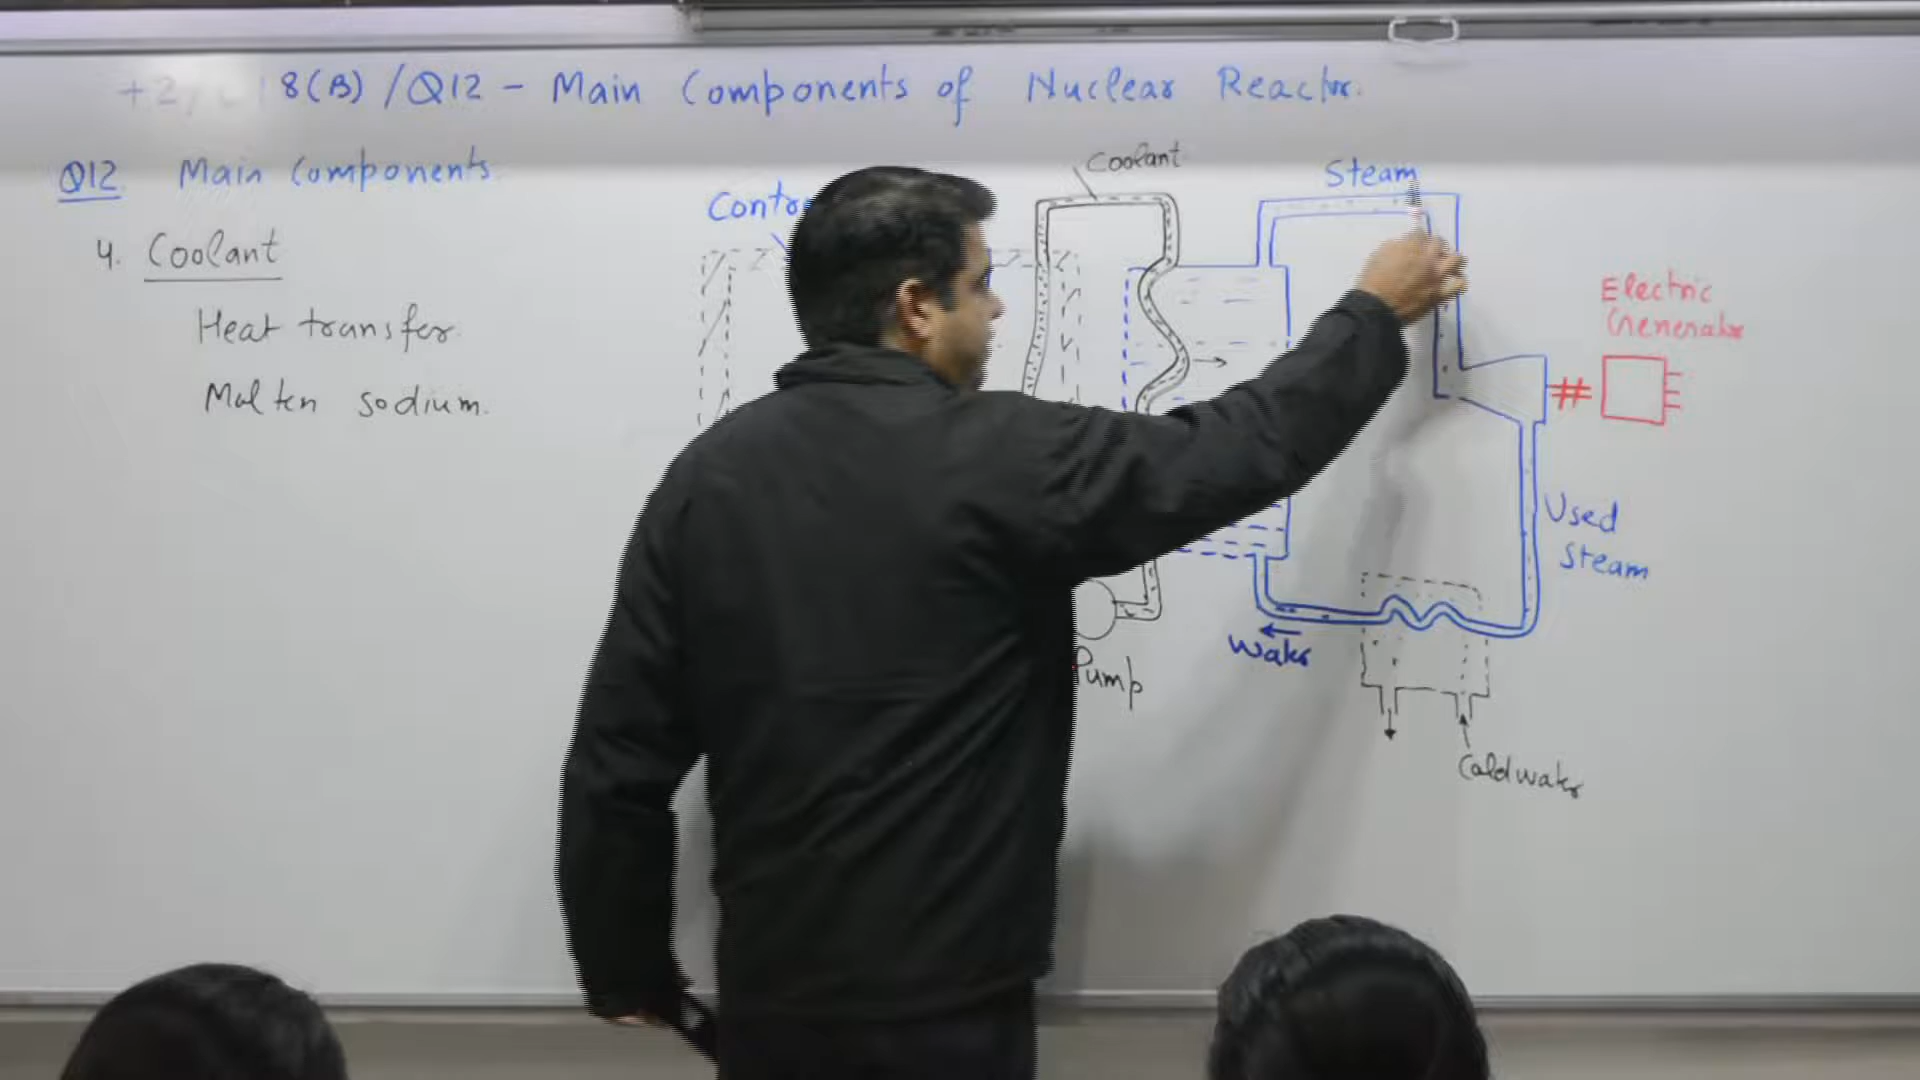 8(B) /Q12 - Main Components of Nuclear Reactor.
Q12 Main Components
4. Coolant
Heat transfer
Molten sodium.
Coolant
Steam
Electric
Generator
Used
Steam
Water
Pump
Cold water